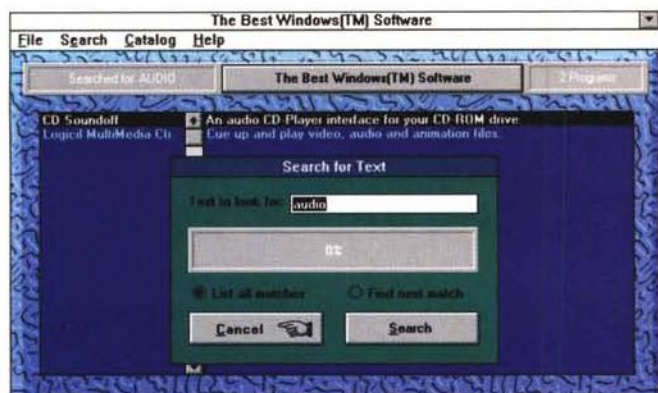 The Best Windows(TM) Software
File Search Catalog Help
Searched for AUDIO The Best Windows(TM) Software 2 Programs
CD Soundoff An audio CD-Player interface for your CD-ROM drive
Logical MultiMedia Cli Cue up and play video, audio and animation files.
Search for Text
Text to look for: audio
0%
List all matches Find next match
Cancel Search